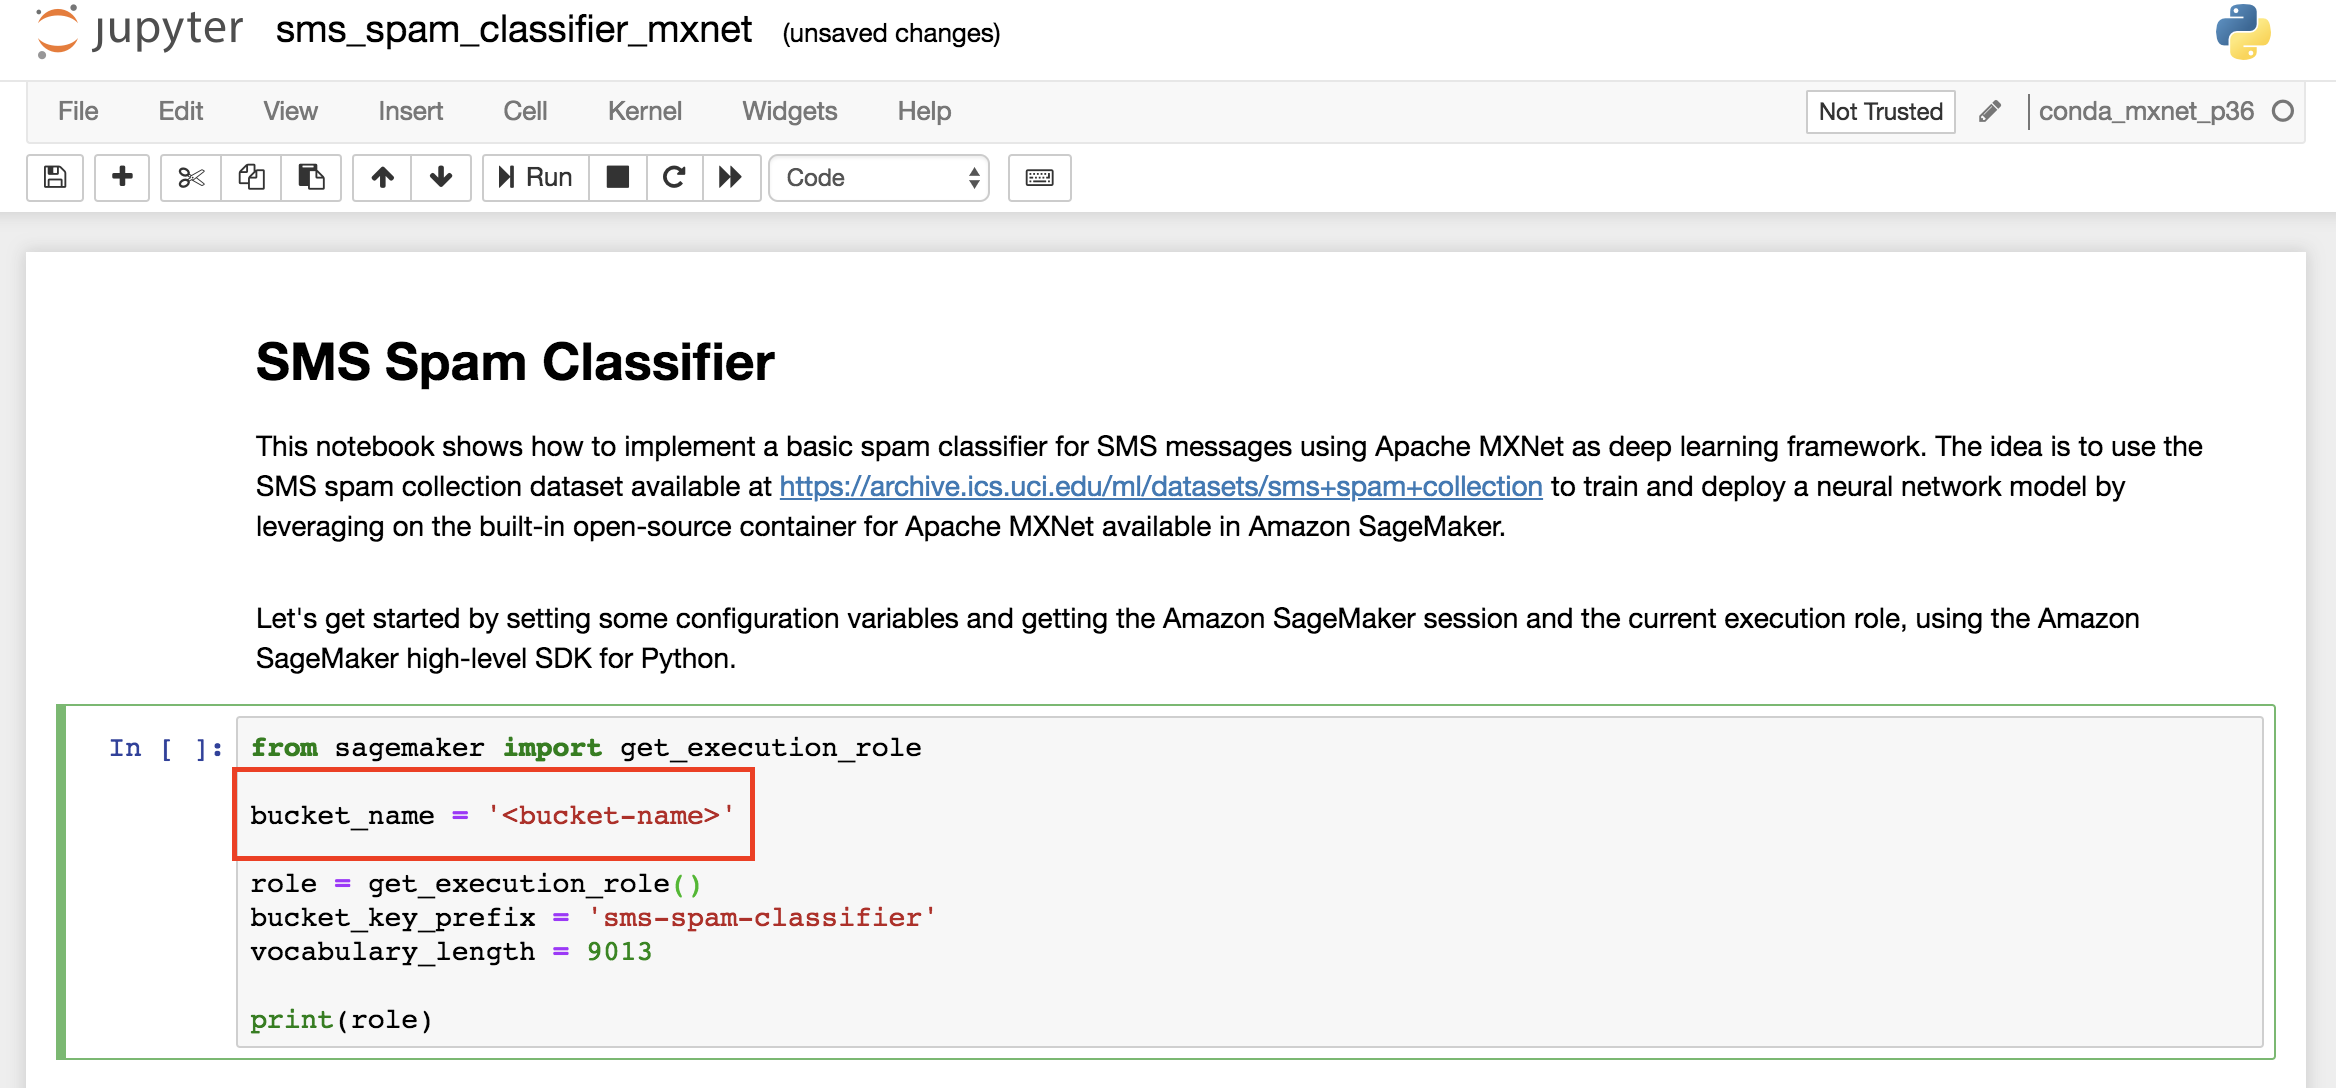 jupyter sms_spam_classifier_mxnet (unsaved changes)
File Edit View Insert Cell Kernel Widgets Help Not Trusted conda_mxnet_p36
Run Code
SMS Spam Classifier
This notebook shows how to implement a basic spam classifier for SMS messages using Apache MXNet as deep learning framework. The idea is to use the
SMS spam collection dataset available at https://archive.ics.uci.edu/ml/datasets/sms+spam+collection to train and deploy a neural network model by
leveraging on the built-in open-source container for Apache MXNet available in Amazon SageMaker.
Let's get started by setting some configuration variables and getting the Amazon SageMaker session and the current execution role, using the Amazon
SageMaker high-level SDK for Python.
In [ ]: from sagemaker import get_execution_role
bucket_name = '<bucket-name>'
role = get_execution_role()
bucket_key_prefix = 'sms-spam-classifier'
vocabulary_length = 9013
print(role)